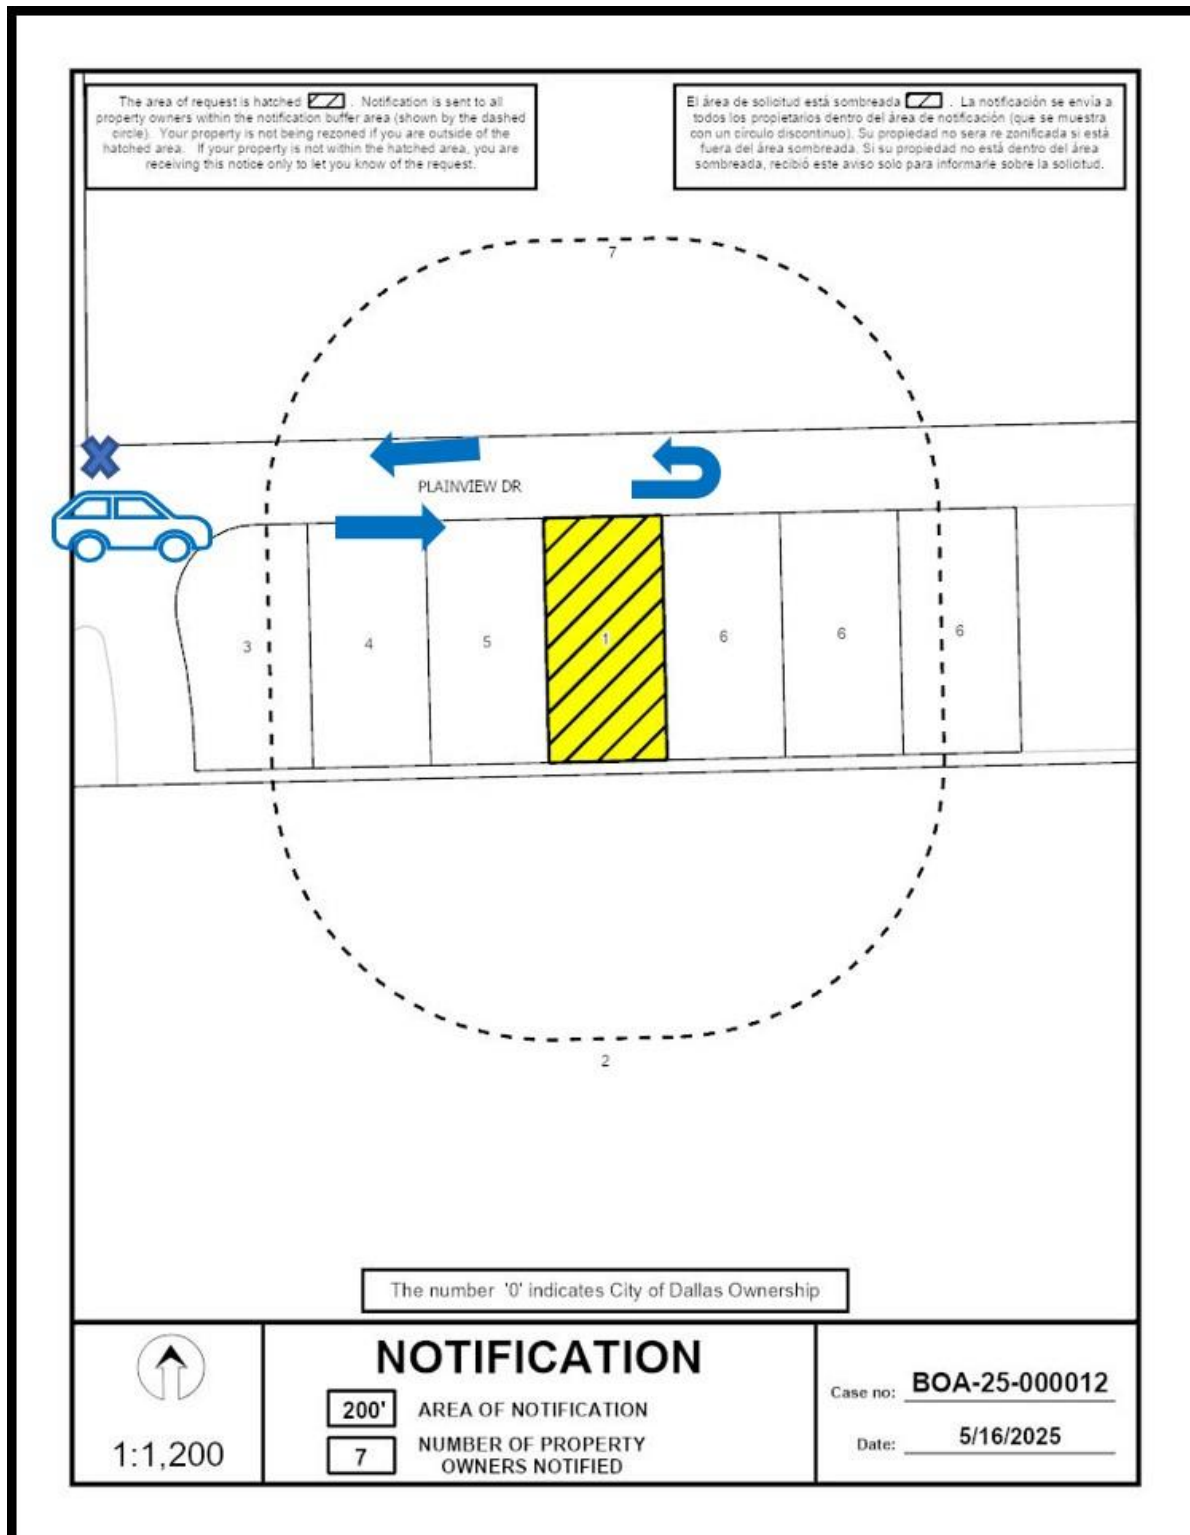 The area of request is hatched . Notification is sent to all
property owners within the notification buffer area (shown by the dashed
circle). Your property is not being rezoned if you are outside of the
hatched area. If your property is not within the hatched area, you are
receiving this notice only to let you know of the request.
El área de solicitud está sombreada . La notificación se envía a
todos los propietarios dentro del área de notificación (que se muestra
con un círculo discontinuo). Su propiedad no sera re zonificada si está
fuera del área sombreada. Si su propiedad no está dentro del área
sombreada, recibió este aviso solo para informarle sobre la solicitud.
7
PLAINVIEW DR
3
4
5
1
6
6
6
2
The number '0' indicates City of Dallas Ownership
1:1,200
NOTIFICATION
200' AREA OF NOTIFICATION
7 NUMBER OF PROPERTY
OWNERS NOTIFIED
Case no: BOA-25-000012
Date: 5/16/2025